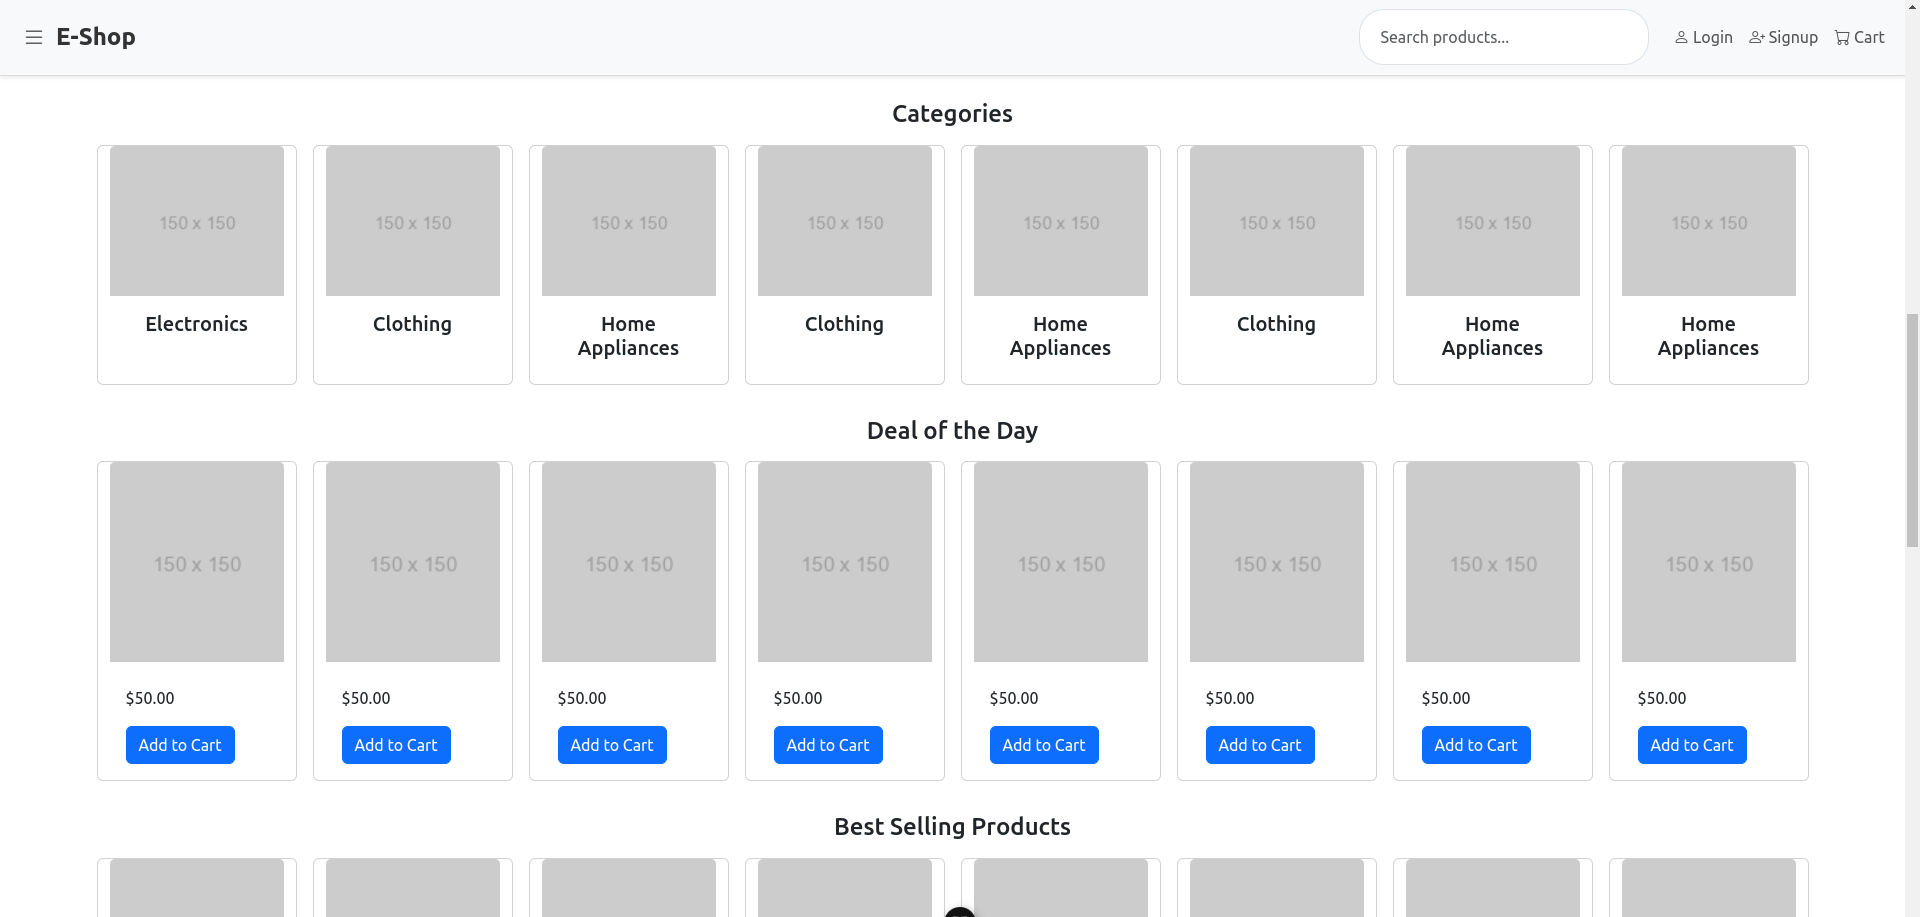 E-Shop
Search products...
Login
Signup
Cart
Categories
150 x 150
150 x 150
150 x 150
150 x 150
150 x 150
150 x 150
150 x 150
150 x 150
Electronics
Clothing
Home
Appliances
Clothing
Home
Appliances
Clothing
Home
Appliances
Home
Appliances
Deal of the Day
150 x 150
150 x 150
150 x 150
150 x 150
150 x 150
150 x 150
150 x 150
150 x 150
$50.00
$50.00
$50.00
$50.00
$50.00
$50.00
$50.00
$50.00
Add to Cart
Add to Cart
Add to Cart
Add to Cart
Add to Cart
Add to Cart
Add to Cart
Add to Cart
Best Selling Products